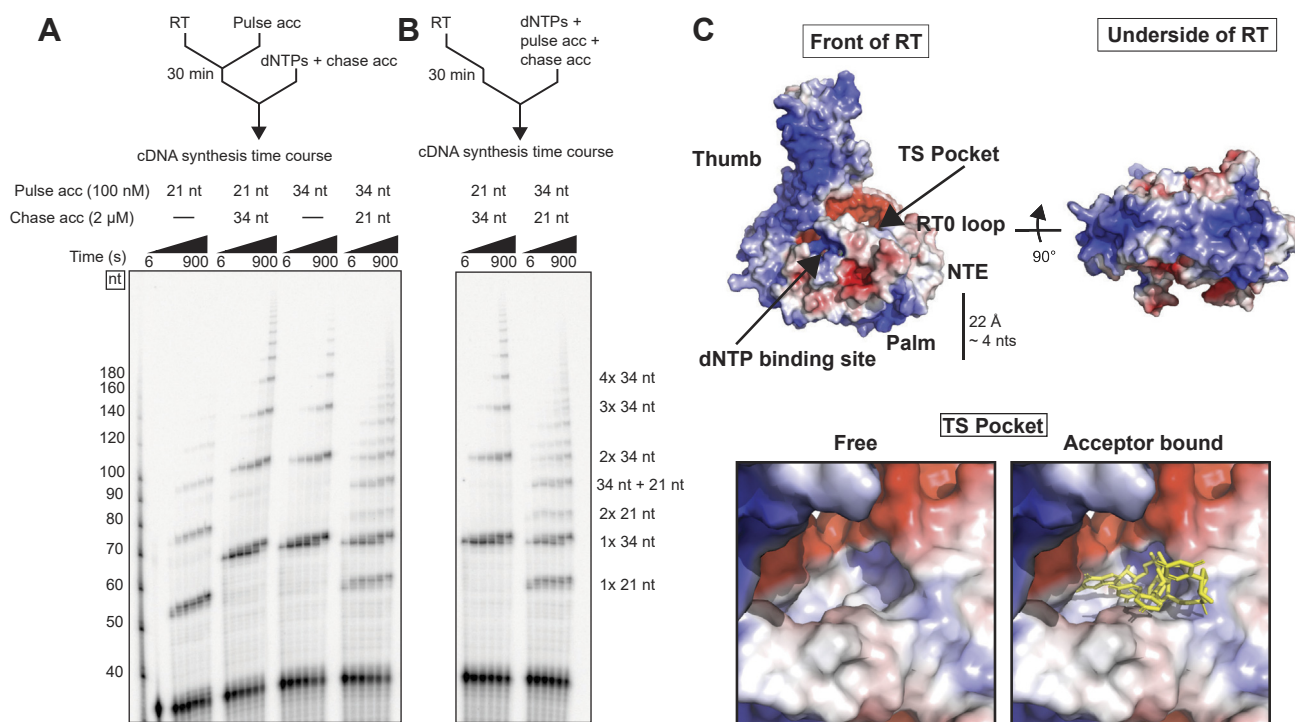 A
RT
Pulse acc
30 min
dNTPs + chase acc
cDNA synthesis time course
Pulse acc (100 nM) 21 nt 21 nt 34 nt 34 nt
Chase acc (2 µM) — 34 nt — 21 nt
Time (s) 6 900 6 900 6 900 6 900
nt
180
160
140
120
100
90
80
70
60
50
40
B
RT
dNTPs +
pulse acc +
chase acc
30 min
cDNA synthesis time course
21 nt 34 nt
34 nt 21 nt
6 900 6 900
4x 34 nt
3x 34 nt
2x 34 nt
34 nt + 21 nt
2x 21 nt
1x 34 nt
1x 21 nt
C
Front of RT
Underside of RT
Thumb
TS Pocket
RT0 loop
90°
NTE
22 Å
~ 4 nts
Palm
dNTP binding site
TS Pocket
Free
Acceptor bound